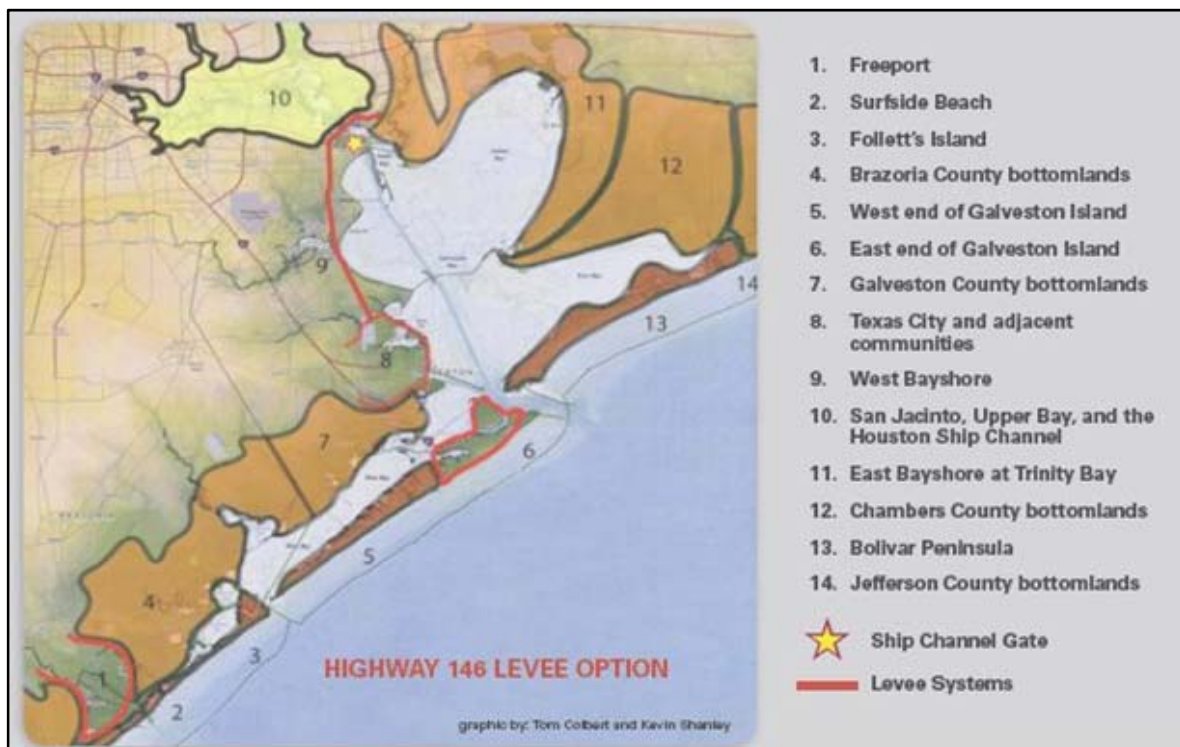 10
11
12
9
14
13
8
7
6
5
4
3
1
2
HIGHWAY 146 LEVEE OPTION
graphic by: Tom Colbert and Kevin Shanley
1. Freeport
2. Surfside Beach
3. Follett's Island
4. Brazoria County bottomlands
5. West end of Galveston Island
6. East end of Galveston Island
7. Galveston County bottomlands
8. Texas City and adjacent
communities
9. West Bayshore
10. San Jacinto, Upper Bay, and the
Houston Ship Channel
11. East Bayshore at Trinity Bay
12. Chambers County bottomlands
13. Bolivar Peninsula
14. Jefferson County bottomlands
Ship Channel Gate
Levee Systems